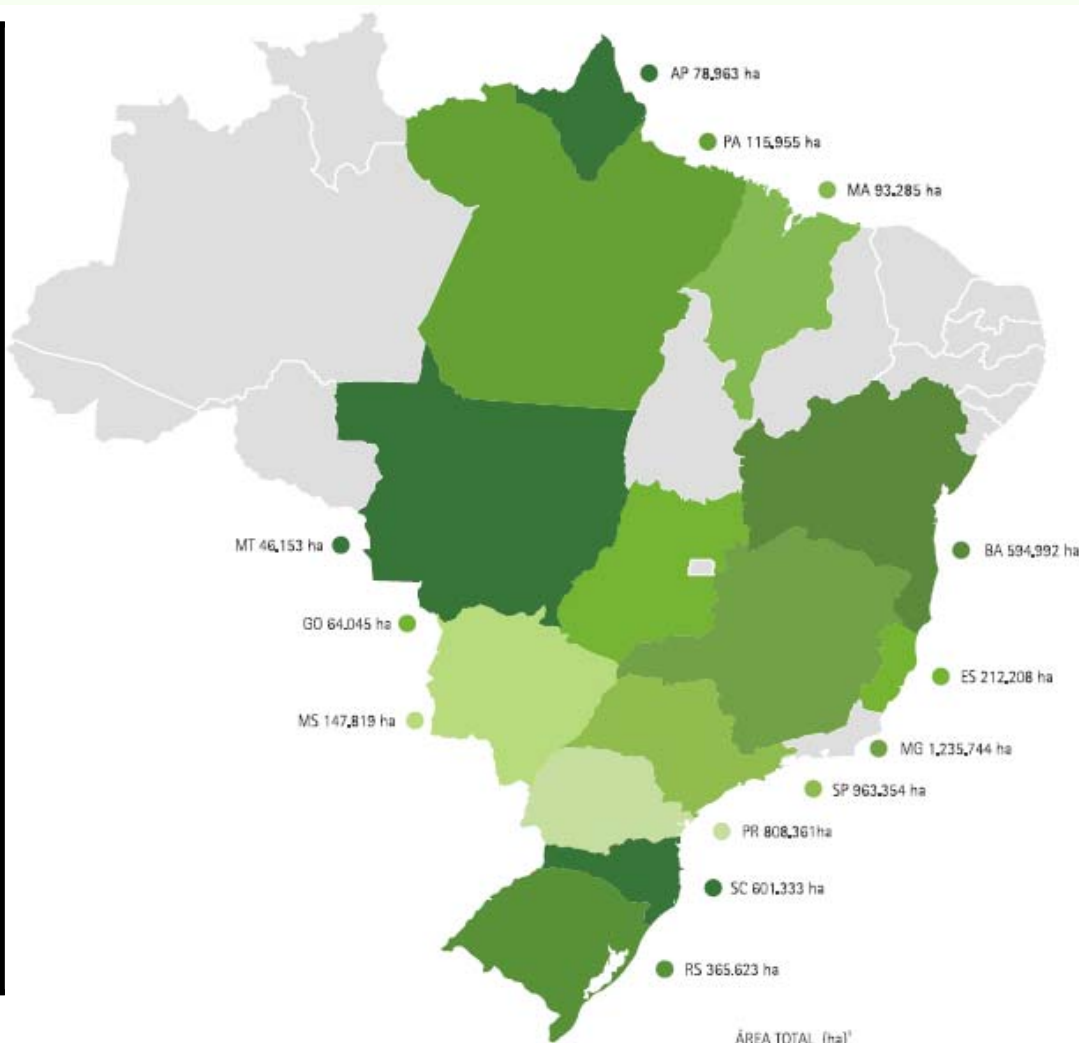 AP 78.963 ha
PA 115.955 ha
MA 93.285 ha
MT 46.153 ha
BA 594.992 ha
GO 64.045 ha
ES 212.208 ha
MS 147.819 ha
MG 1.235.744 ha
SP 963.354 ha
PR 808.361ha
SC 601.333 ha
RS 365.623 ha
ÁREA TOTAL (ha)¹